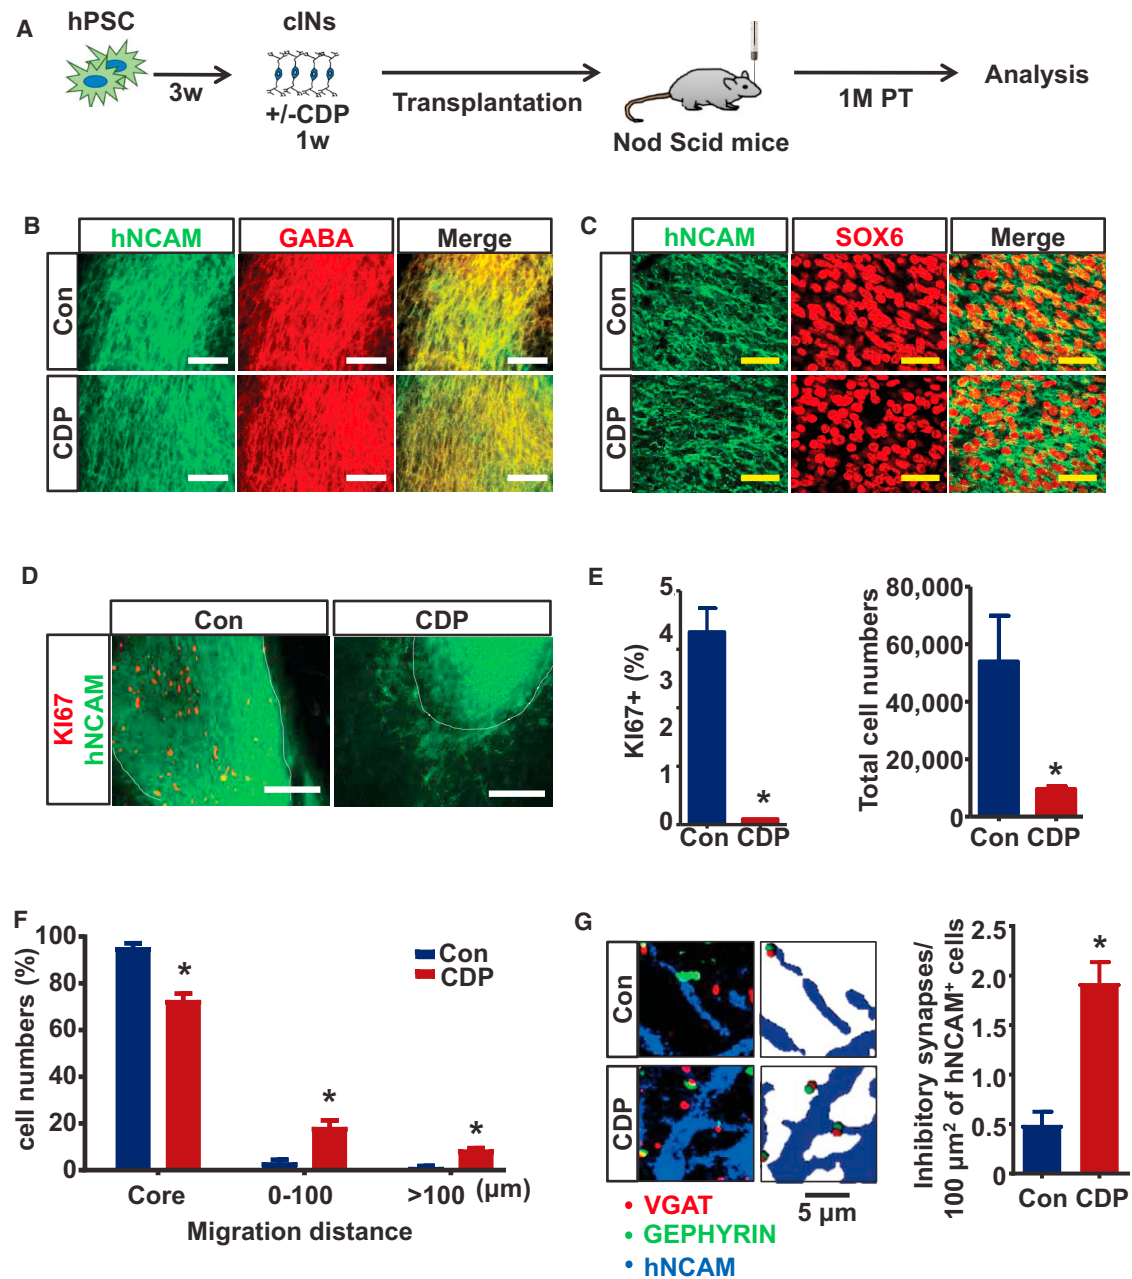 A
hPSC
cINs
3w
+/-CDP
1w
Transplantation
Nod Scid mice
1M PT
Analysis
B
hNCAM
GABA
Merge
Con
CDP
C
hNCAM
SOX6
Merge
Con
CDP
D
Con
CDP
KI67
hNCAM
E
KI67+ (%)
5
4
4
2
1
0
Con CDP
*
Total cell numbers
80,000
60,000
40,000
20,000
0
Con CDP
*
F
cell numbers (%)
100
80
60
40
20
0
Con
CDP
*
*
*
Core
0-100
>100 (μm)
Migration distance
G
Con
CDP
5 μm
• VGAT
• GEPHYRIN
• hNCAM
Inhibitory synapses/
100 μm² of hNCAM⁺ cells
2.5
2.0
1.5
1.0
0.5
0
Con CDP
*